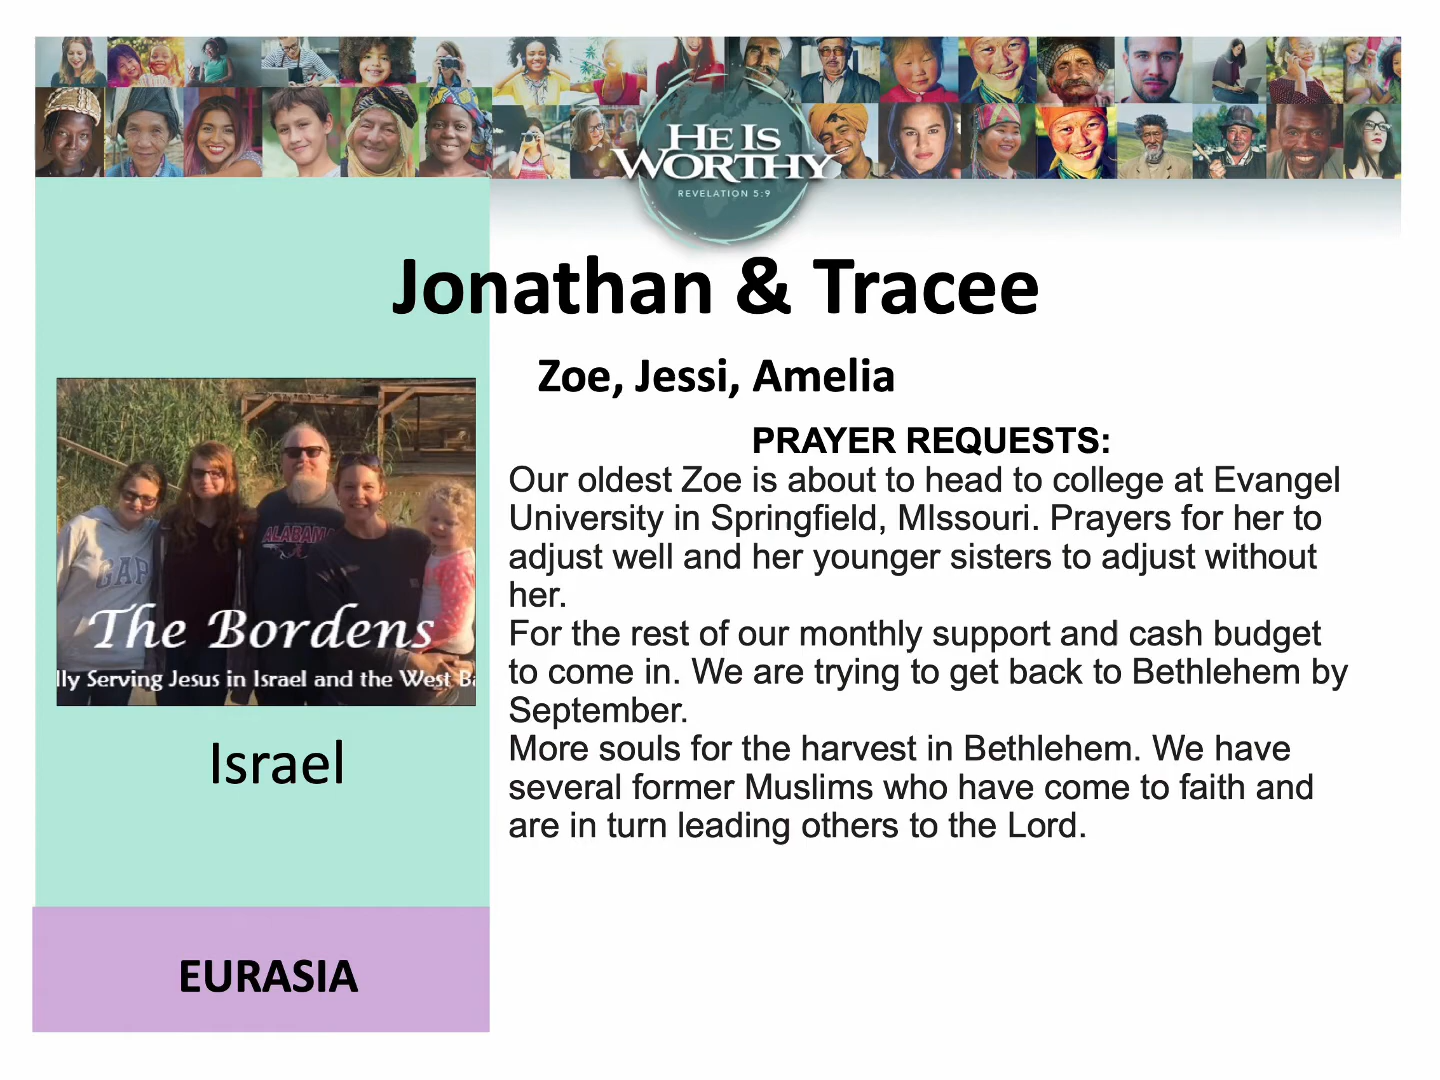 HE IS
WORTHY
REVELATION 5:9
Jonathan & Tracee
Zoe, Jessi, Amelia
PRAYER REQUESTS:
Our oldest Zoe is about to head to college at Evangel
University in Springfield, MIssouri. Prayers for her to
adjust well and her younger sisters to adjust without
her.
For the rest of our monthly support and cash budget
to come in. We are trying to get back to Bethlehem by
September.
More souls for the harvest in Bethlehem. We have
several former Muslims who have come to faith and
are in turn leading others to the Lord.
GAP
ALABAMA
The Bordens
lly Serving Jesus in Israel and the West Ba
Israel
EURASIA